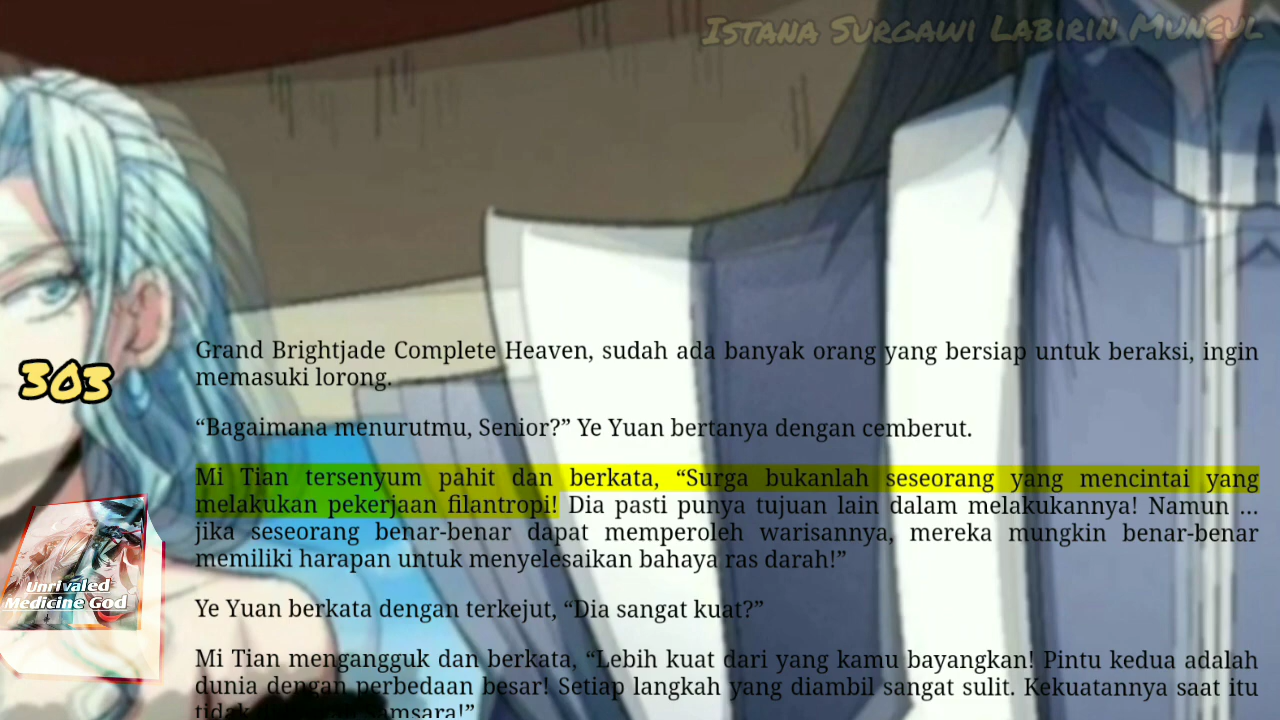 Istana Surgawi Labirin Muncul
Grand Brightjade Complete Heaven, sudah ada banyak orang yang bersiap untuk beraksi, ingin
memasuki lorong.
“Bagaimana menurutmu, Senior?” Ye Yuan bertanya dengan cemberut.
303
Mi Tian tersenyum pahit dan berkata, “Surga bukanlah seseorang yang mencintai yang
melakukan pekerjaan filantropi! Dia pasti punya tujuan lain dalam melakukannya! Namun ...
jika seseorang benar-benar dapat memperoleh warisannya, mereka mungkin benar-benar
memiliki harapan untuk menyelesaikan bahaya ras darah!”
Unrivaled
Medicine God
Ye Yuan berkata dengan terkejut, “Dia sangat kuat?”
Mi Tian mengangguk dan berkata, “Lebih kuat dari yang kamu bayangkan! Pintu kedua adalah
dunia dengan perbedaan besar! Setiap langkah yang diambil sangat sulit. Kekuatannya saat itu
tidak samsara!”